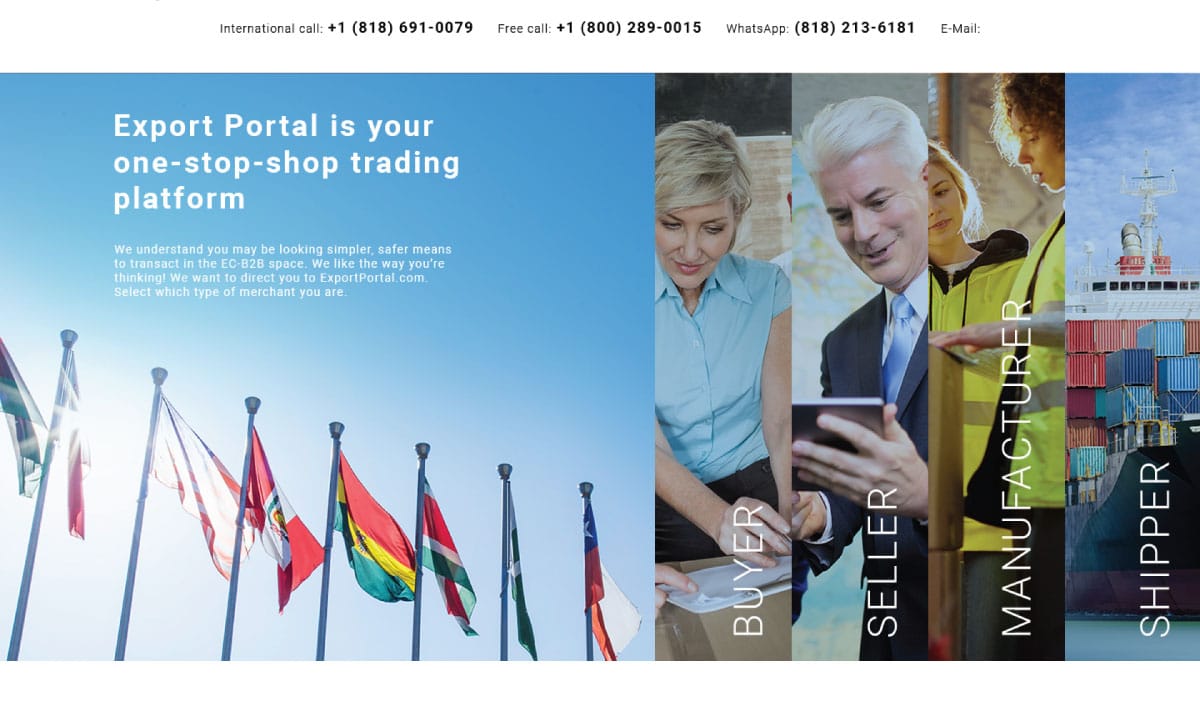 International call: +1 (818) 691-0079 Free call: +1 (800) 289-0015 WhatsApp: (818) 213-6181 E-Mail:
Export Portal is your
one-stop-shop trading
platform
We understand you may be looking simpler, safer means
to transact in the EC-B2B space. We like the way you're
thinking! We want to direct you to ExportPortal.com.
Select which type of merchant you are.
BUYER
SELLER
MANUFACTURER
SHIPPER